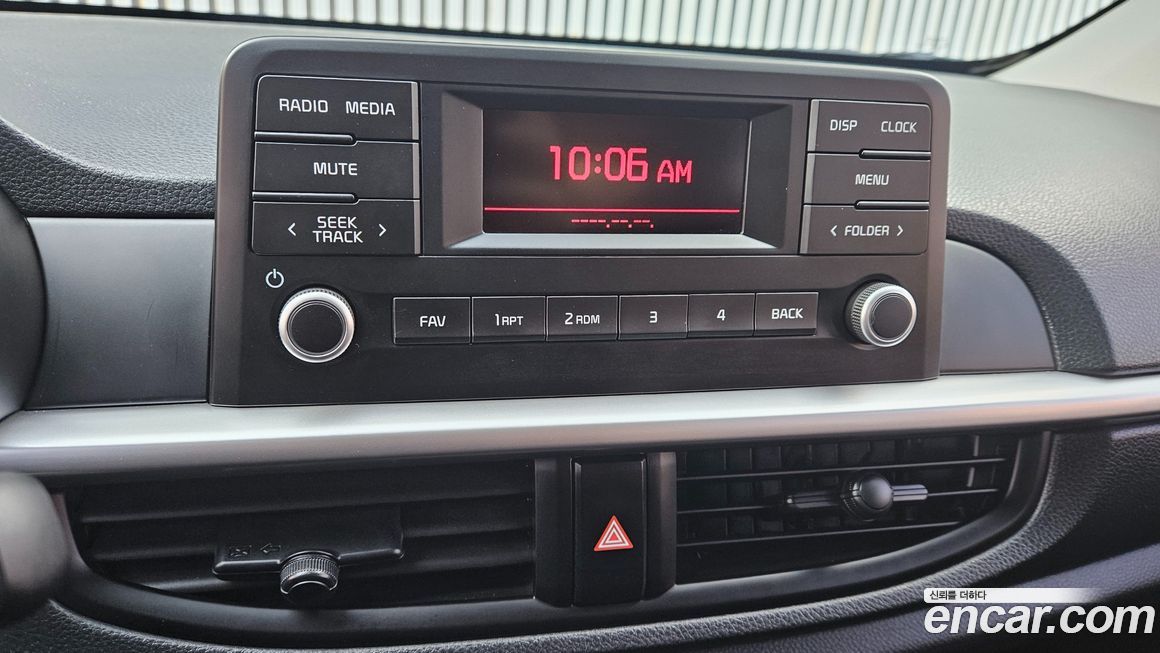 RADIO MEDIA
MUTE
< SEEK TRACK >
10:06 AM
----.--.--.
DISP CLOCK
MENU
< FOLDER >
FAV 1 RPT 2 RDM 3 4 BACK
신뢰를 더하다
encar.com